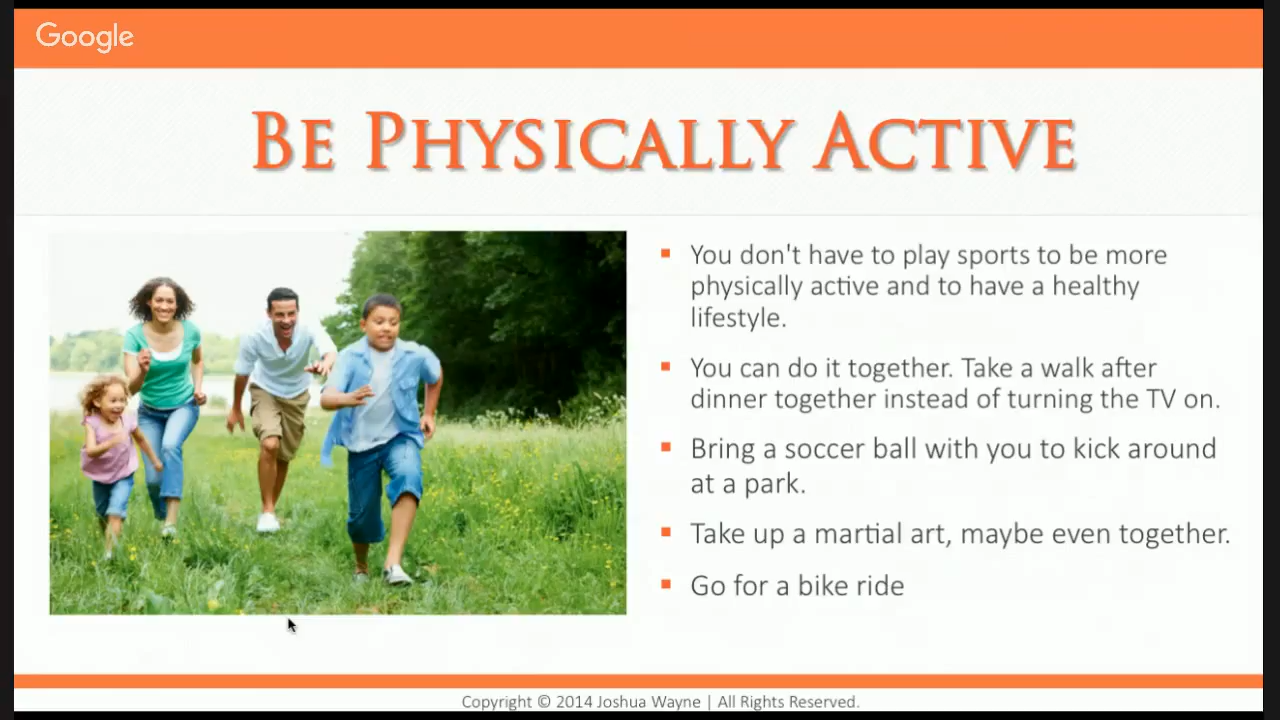 Google
BE PHYSICALLY ACTIVE
You don't have to play sports to be more
physically active and to have a healthy
lifestyle.
You can do it together. Take a walk after
dinner together instead of turning the TV on.
Bring a soccer ball with you to kick around
at a park.
Take up a martial art, maybe even together.
Go for a bike ride
Copyright © 2014 Joshua Wayne | All Rights Reserved.